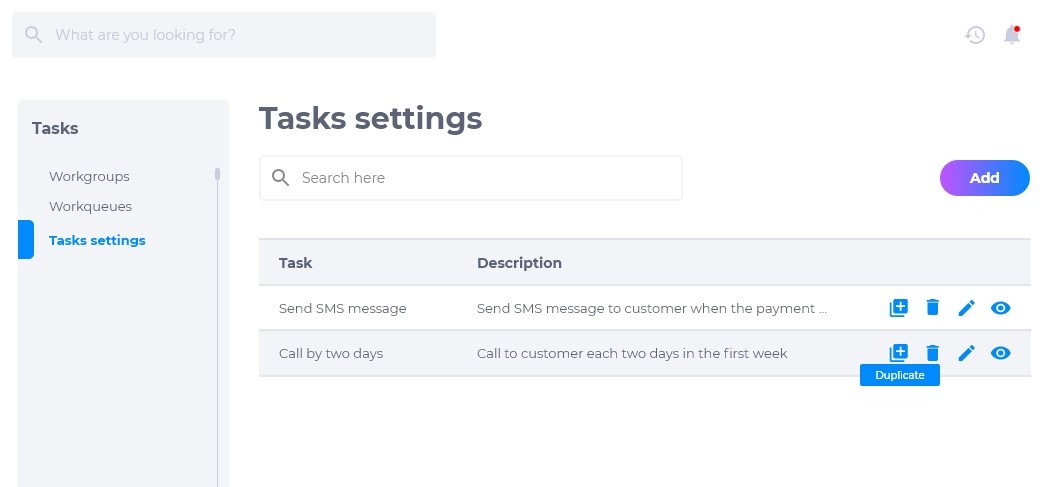 What are you looking for?
Tasks
Workgroups
Workqueues
Tasks settings
Tasks settings
Search here
Add
Task Description
Send SMS message Send SMS message to customer when the payment ...
Call by two days Call to customer each two days in the first week
Duplicate